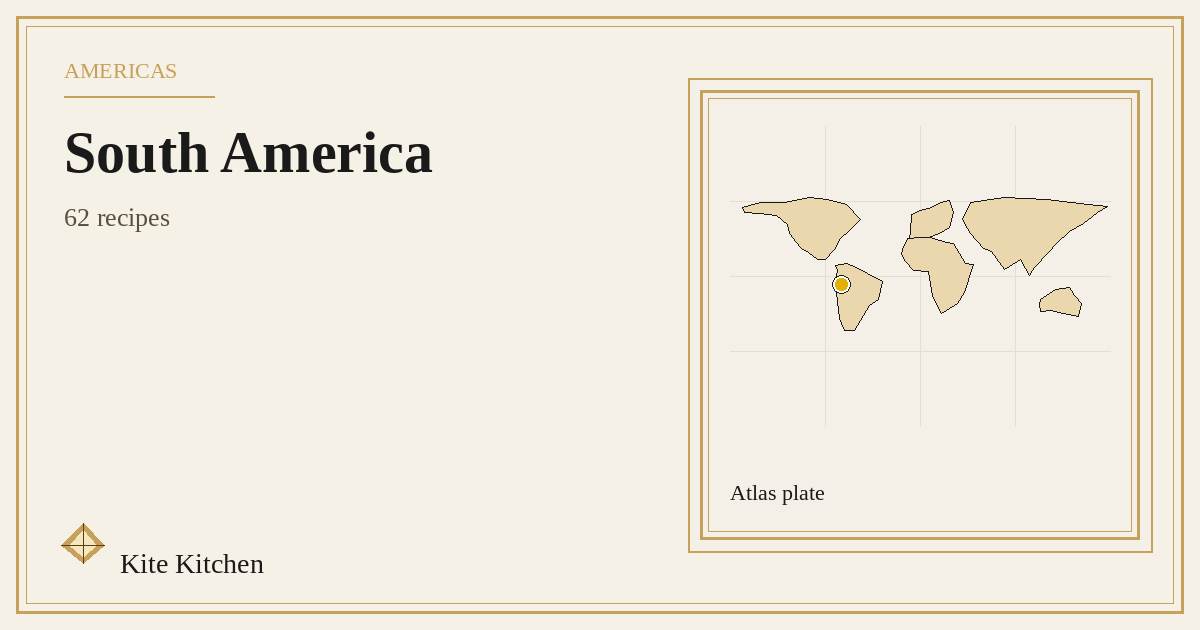 AMERICAS
South America
62 recipes
Atlas plate
Kite Kitchen